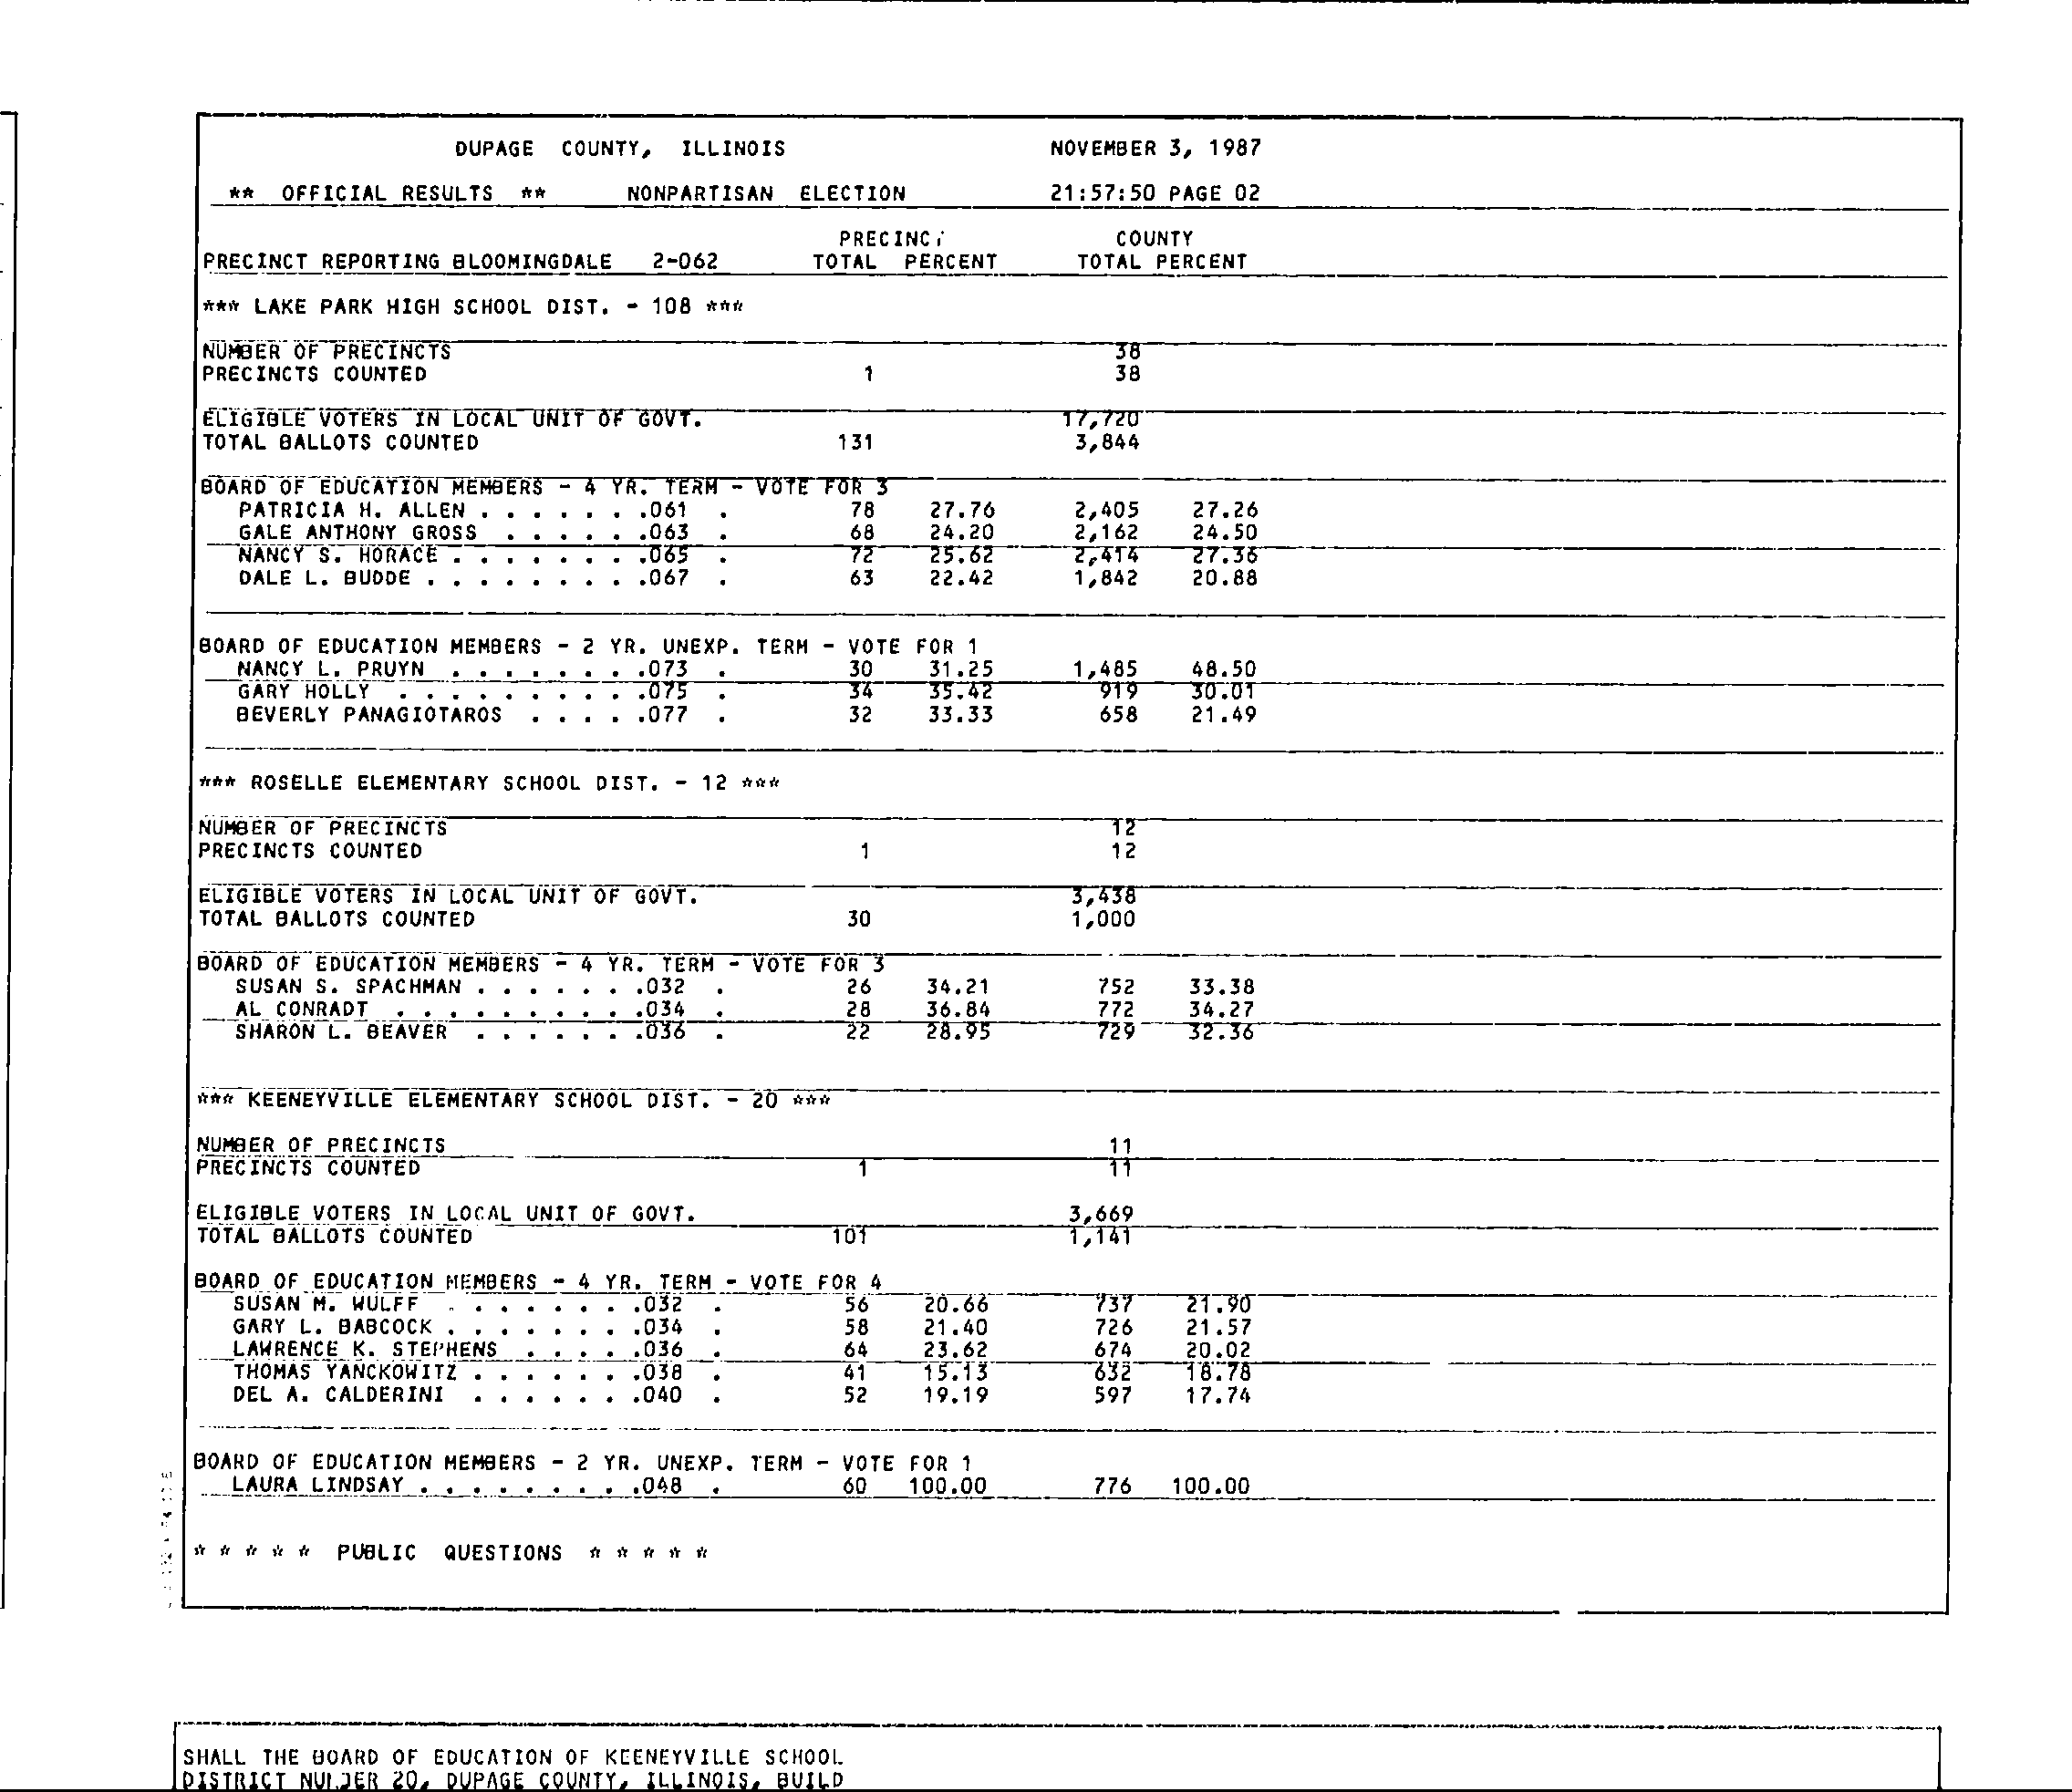 DUPAGE COUNTY, ILLINOIS NOVEMBER 3, 1987
** OFFICIAL RESULTS ** NONPARTISAN ELECTION 21:57:50 PAGE 02
PRECINC COUNTY
PRECINCT REPORTING BLOOMINGDALE 2-062 TOTAL PERCENT TOTAL PERCENT
*** LAKE PARK HIGH SCHOOL DIST. - 108 ***
NUMBER OF PRECINCTS 38
PRECINCTS COUNTED 1 38
ELIGIBLE VOTERS IN LOCAL UNIT OF GOVT. 17,720
TOTAL BALLOTS COUNTED 131 3,844
BOARD OF EDUCATION MEMBERS - 4 YR. TERM - VOTE FOR 3
PATRICIA H. ALLEN . . . . . . .061 . 78 27.76 2,405 27.26
GALE ANTHONY GROSS . . . . . .063 . 68 24.20 2,162 24.50
NANCY S. HORACE . . . . . . . .065 . 72 25.62 2,414 27.36
DALE L. BUDDE . . . . . . . . .067 . 63 22.42 1,842 20.88
BOARD OF EDUCATION MEMBERS - 2 YR. UNEXP. TERM - VOTE FOR 1
NANCY L. PRUYN . . . . . . . .073 . 30 31.25 1,485 48.50
GARY HOLLY . . . . . . . . . .075 . 34 35.42 919 30.01
BEVERLY PANAGIOTAROS . . . . .077 . 32 33.33 658 21.49
*** ROSELLE ELEMENTARY SCHOOL DIST. - 12 ***
NUMBER OF PRECINCTS 12
PRECINCTS COUNTED 1 12
ELIGIBLE VOTERS IN LOCAL UNIT OF GOVT. 3,438
TOTAL BALLOTS COUNTED 30 1,000
BOARD OF EDUCATION MEMBERS - 4 YR. TERM - VOTE FOR 3
SUSAN S. SPACHMAN . . . . . . .032 . 26 34.21 752 33.38
AL CONRADT . . . . . . . . . .034 . 28 36.84 772 34.27
SHARON L. BEAVER . . . . . . .036 . 22 28.95 729 32.36
*** KEENEYVILLE ELEMENTARY SCHOOL DIST. - 20 ***
NUMBER OF PRECINCTS 11
PRECINCTS COUNTED 1 11
ELIGIBLE VOTERS IN LOCAL UNIT OF GOVT. 3,669
TOTAL BALLOTS COUNTED 101 1,141
BOARD OF EDUCATION MEMBERS - 4 YR. TERM - VOTE FOR 4
SUSAN M. WULFF . . . . . . . .032 . 56 20.66 737 21.90
GARY L. BABCOCK . . . . . . . .034 . 58 21.40 726 21.57
LAWRENCE K. STEPHENS . . . . .036 . 64 23.62 674 20.02
THOMAS YANCKOWITZ . . . . . . .038 . 41 15.13 632 18.78
DEL A. CALDERINI . . . . . . .040 . 52 19.19 597 17.74
BOARD OF EDUCATION MEMBERS - 2 YR. UNEXP. TERM - VOTE FOR 1
LAURA LINDSAY . . . . . . . . .048 . 60 100.00 776 100.00
* * * * * PUBLIC QUESTIONS * * * * *
SHALL THE BOARD OF EDUCATION OF KEENEYVILLE SCHOOL
DISTRICT 20, DUPAGE COUNTY, ILLINOIS, BUILD